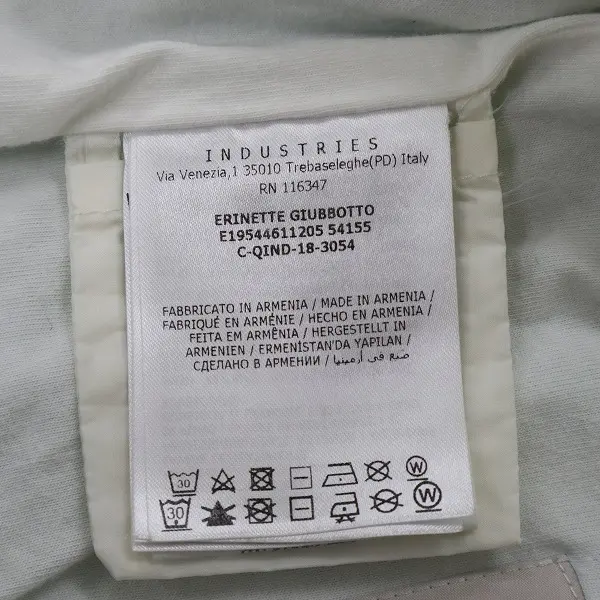 INDUSTRIES
Via Venezia,1 35010 Trebaseleghe(PD) Italy
RN 116347
ERINETTE GIUBBOTTO
E19544611205 54155
C-QIND-18-3054
FABBRICATO IN ARMENIA / MADE IN ARMENIA /
FABRIQUÉ EN ARMÉNIE / HECHO EN ARMENIA /
FEITA EM ARMÊNIA / HERGESTELLT IN
ARMENIEN / ERMENİSTAN'DA YAPILAN /
СДЕЛАНО В АРМЕНИИ / صنع في أرمينيا
30 W
30 W